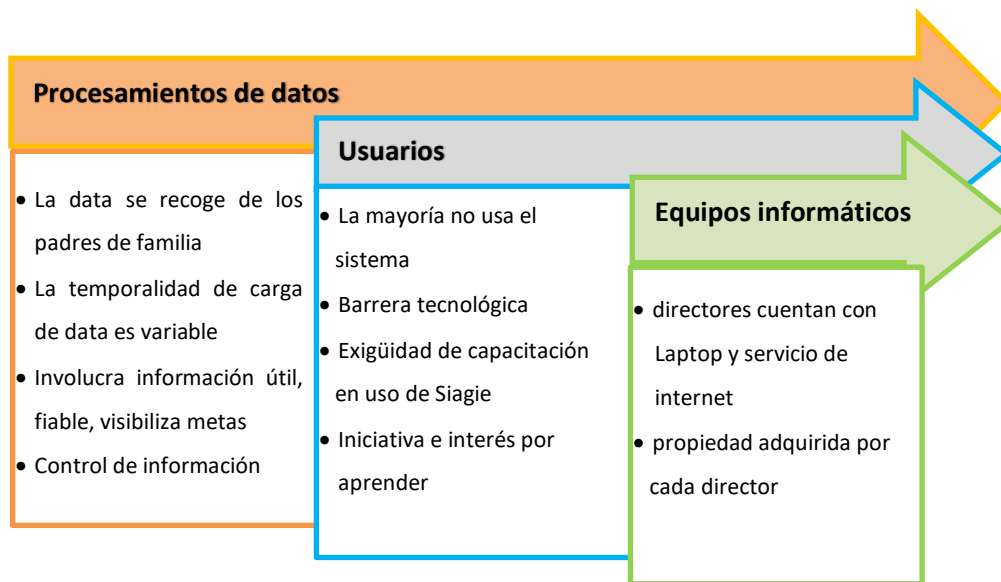 Procesamientos de datos
• La data se recoge de los
padres de familia
• La temporalidad de carga
de data es variable
• Involucra información útil,
fiable, visibiliza metas
• Control de información
Usuarios
• La mayoría no usa el
sistema
• Barrera tecnológica
• Exigüidad de capacitación
en uso de Siagie
• Iniciativa e interés por
aprender
Equipos informáticos
• directores cuentan con
Laptop y servicio de
internet
• propiedad adquirida por
cada director